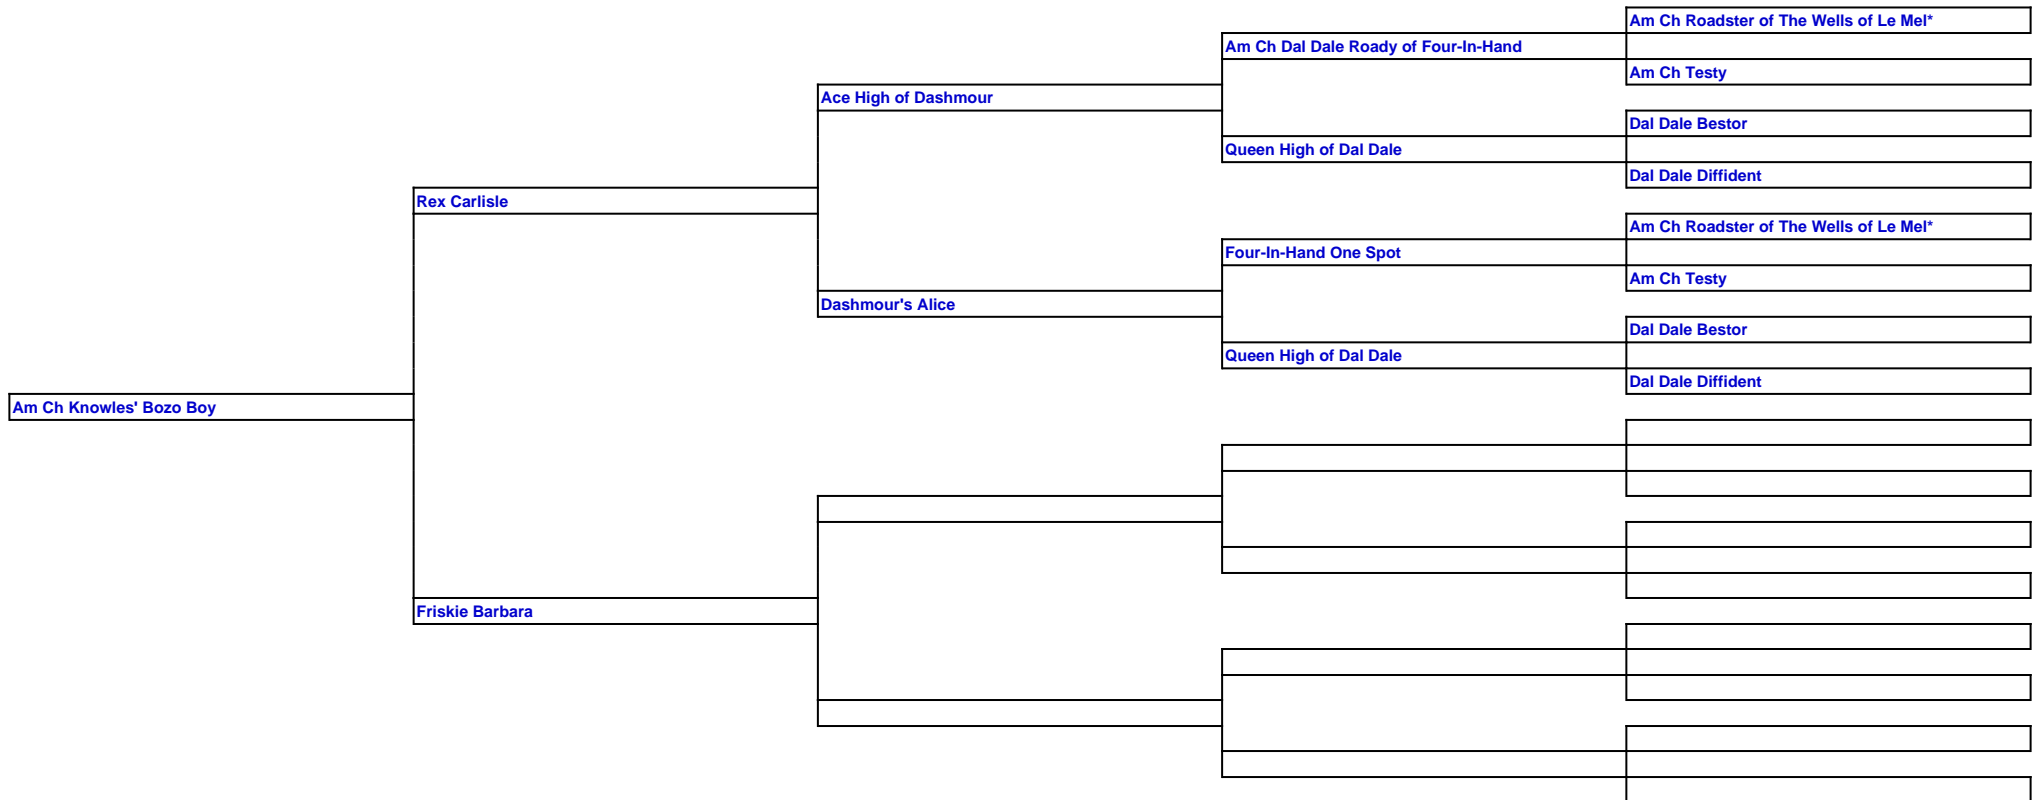 Am Ch Roadster of The Wells of Le Mel*
Am Ch Dal Dale Roady of Four-In-Hand
Am Ch Testy
Ace High of Dashmour
Dal Dale Bestor
Queen High of Dal Dale
Dal Dale Diffident
Rex Carlisle
Am Ch Roadster of The Wells of Le Mel*
Four-In-Hand One Spot
Am Ch Testy
Dashmour's Alice
Dal Dale Bestor
Queen High of Dal Dale
Dal Dale Diffident
Am Ch Knowles' Bozo Boy
Friskie Barbara